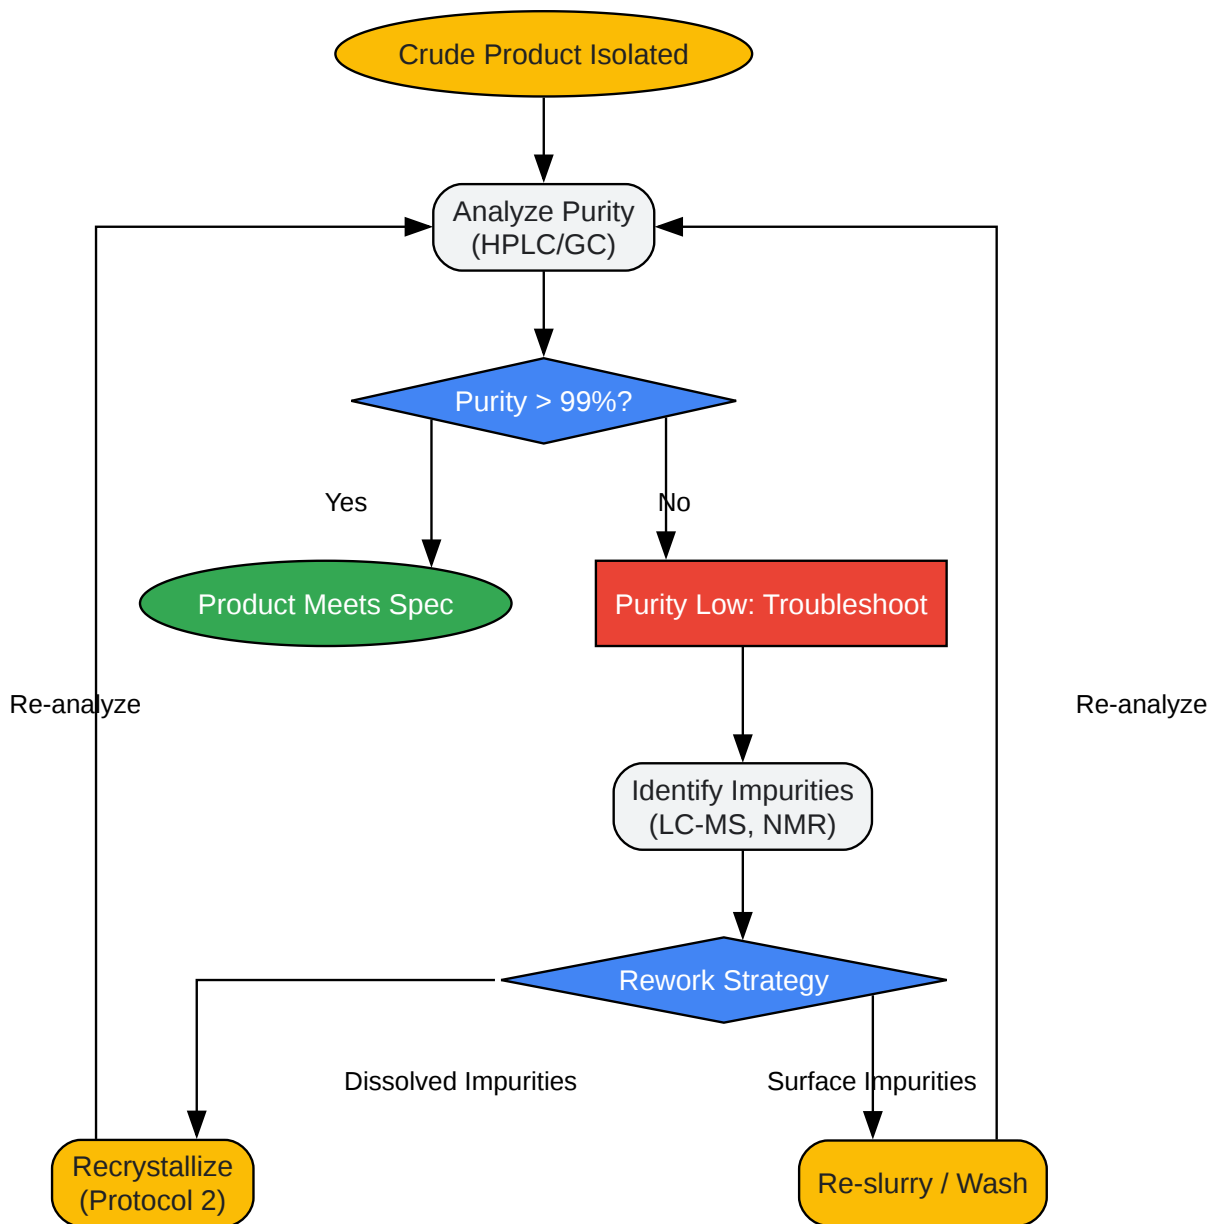 Crude Product Isolated
Analyze Purity
(HPLC/GC)
Purity > 99%?
Yes
No
Product Meets Spec
Purity Low: Troubleshoot
Re-analyze
Re-analyze
Identify Impurities
(LC-MS, NMR)
Rework Strategy
Dissolved Impurities
Surface Impurities
Recrystallize
(Protocol 2)
Re-slurry / Wash